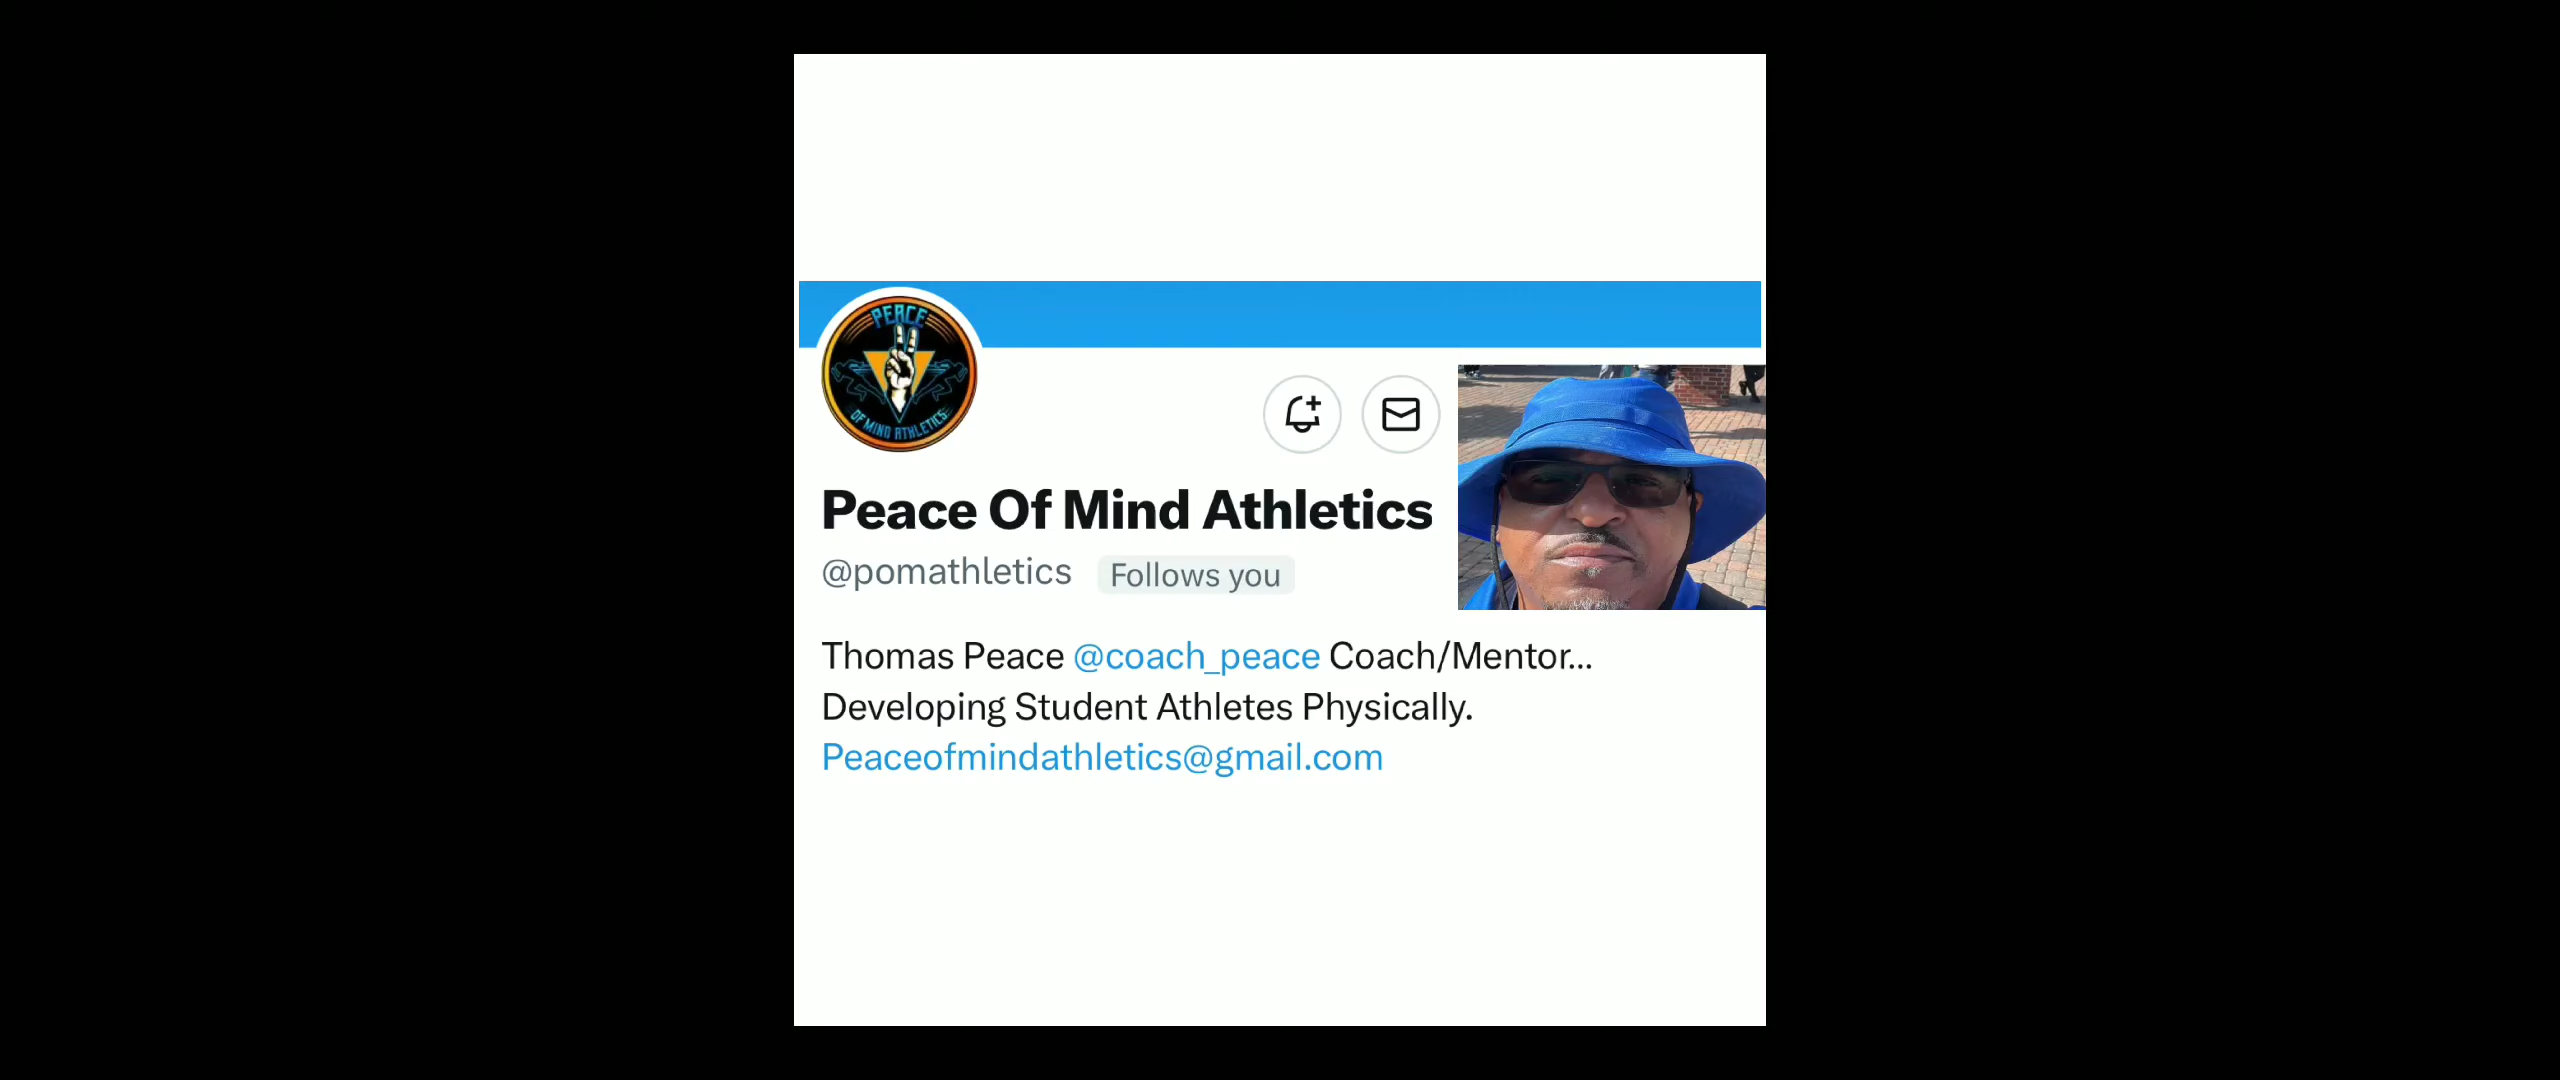 PEACE
OF MIND ATHLETICS
Peace Of Mind Athletics
@pomathletics Follows you
Thomas Peace @coach_peace Coach/Mentor...
Developing Student Athletes Physically.
Peaceofmindathletics@gmail.com